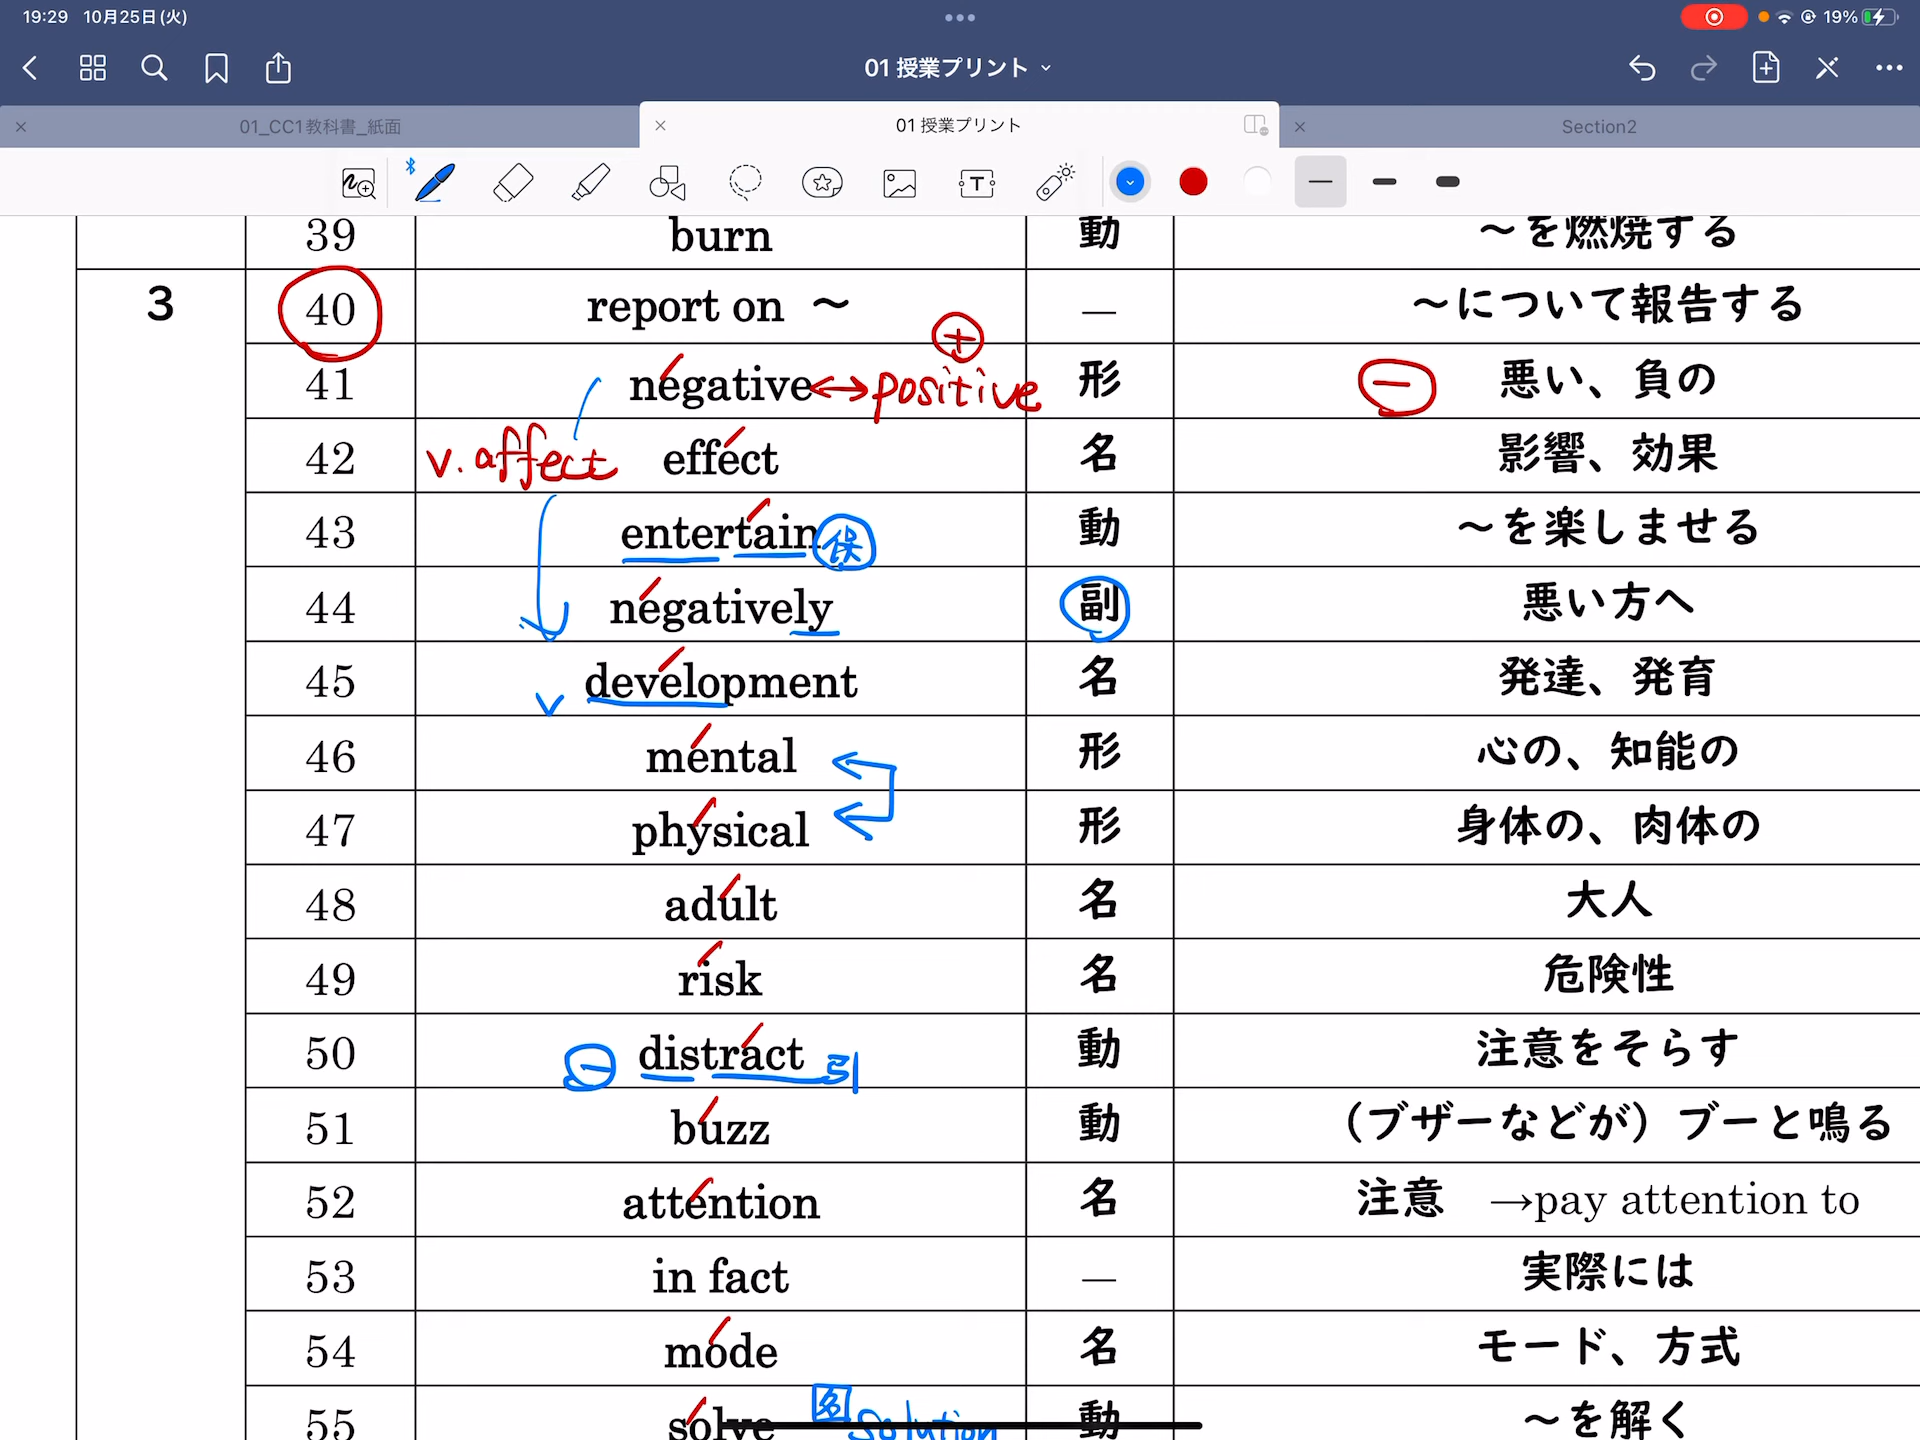 19:29 10月25日(火)
19%
01 授業プリント
01_CC1教科書_紙面
01 授業プリント
Section2
39 burn 動 ～を燃焼する
3 40 report on ～ — ～について報告する
+
41 negative ↔ positive 形 − 悪い、負の
42 v. affect effect 名 影響、効果
43 entertain 保 動 ～を楽しませる
44 negatively 副 悪い方へ
45 v development 名 発達、発育
46 mental 形 心の、知能の
47 physical 形 身体の、肉体の
48 adult 名 大人
49 risk 名 危険性
50 − distract 引 動 注意をそらす
51 buzz 動 （ブザーなどが）ブーと鳴る
52 attention 名 注意 →pay attention to
53 in fact — 実際には
54 mode 名 モード、方式
55 solve 名 solution 動 ～を解く